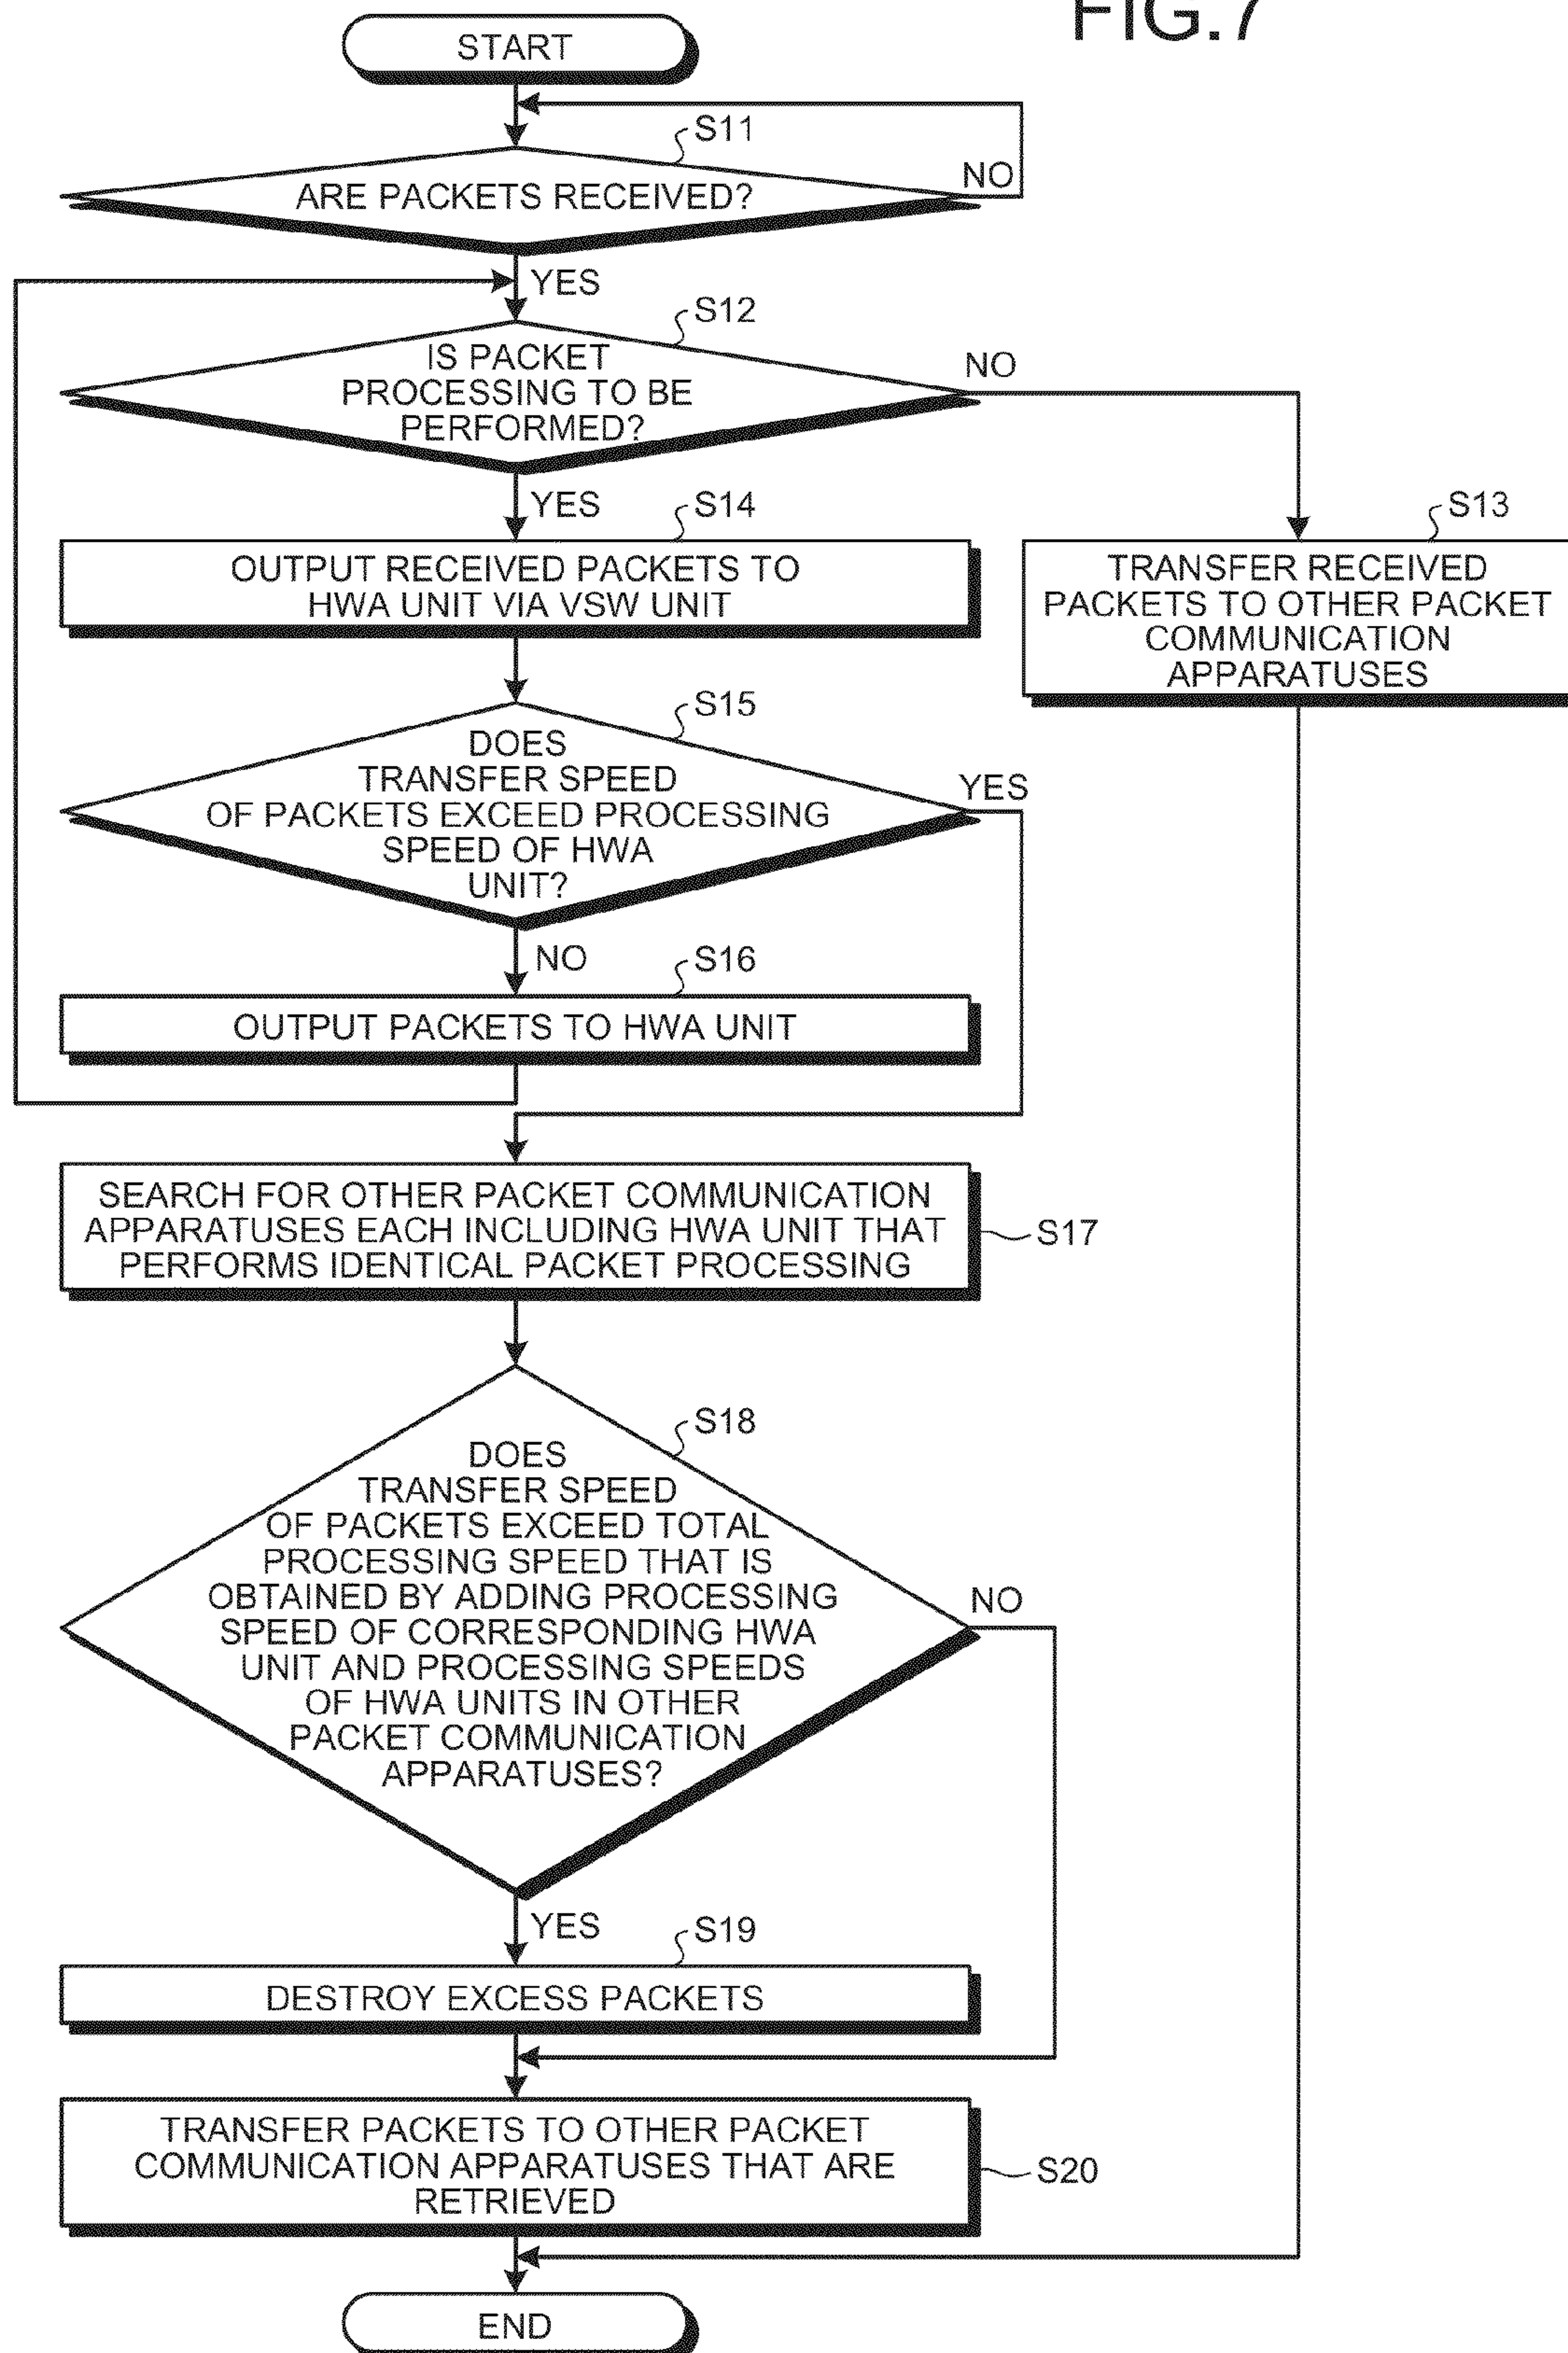 FIG.7
START
S11
ARE PACKETS RECEIVED?
NO
YES
S12
IS PACKET
PROCESSING TO BE
PERFORMED?
NO
YES
S14
OUTPUT RECEIVED PACKETS TO
HWA UNIT VIA VSW UNIT
S13
TRANSFER RECEIVED
PACKETS TO OTHER PACKET
COMMUNICATION
APPARATUSES
S15
DOES
TRANSFER SPEED
OF PACKETS EXCEED PROCESSING
SPEED OF HWA
UNIT?
YES
NO
S16
OUTPUT PACKETS TO HWA UNIT
SEARCH FOR OTHER PACKET COMMUNICATION
APPARATUSES EACH INCLUDING HWA UNIT THAT
PERFORMS IDENTICAL PACKET PROCESSING
S17
S18
DOES
TRANSFER SPEED
OF PACKETS EXCEED TOTAL
PROCESSING SPEED THAT IS
OBTAINED BY ADDING PROCESSING
SPEED OF CORRESPONDING HWA
UNIT AND PROCESSING SPEEDS
OF HWA UNITS IN OTHER
PACKET COMMUNICATION
APPARATUSES?
NO
YES
S19
DESTROY EXCESS PACKETS
TRANSFER PACKETS TO OTHER PACKET
COMMUNICATION APPARATUSES THAT ARE
RETRIEVED
S20
END